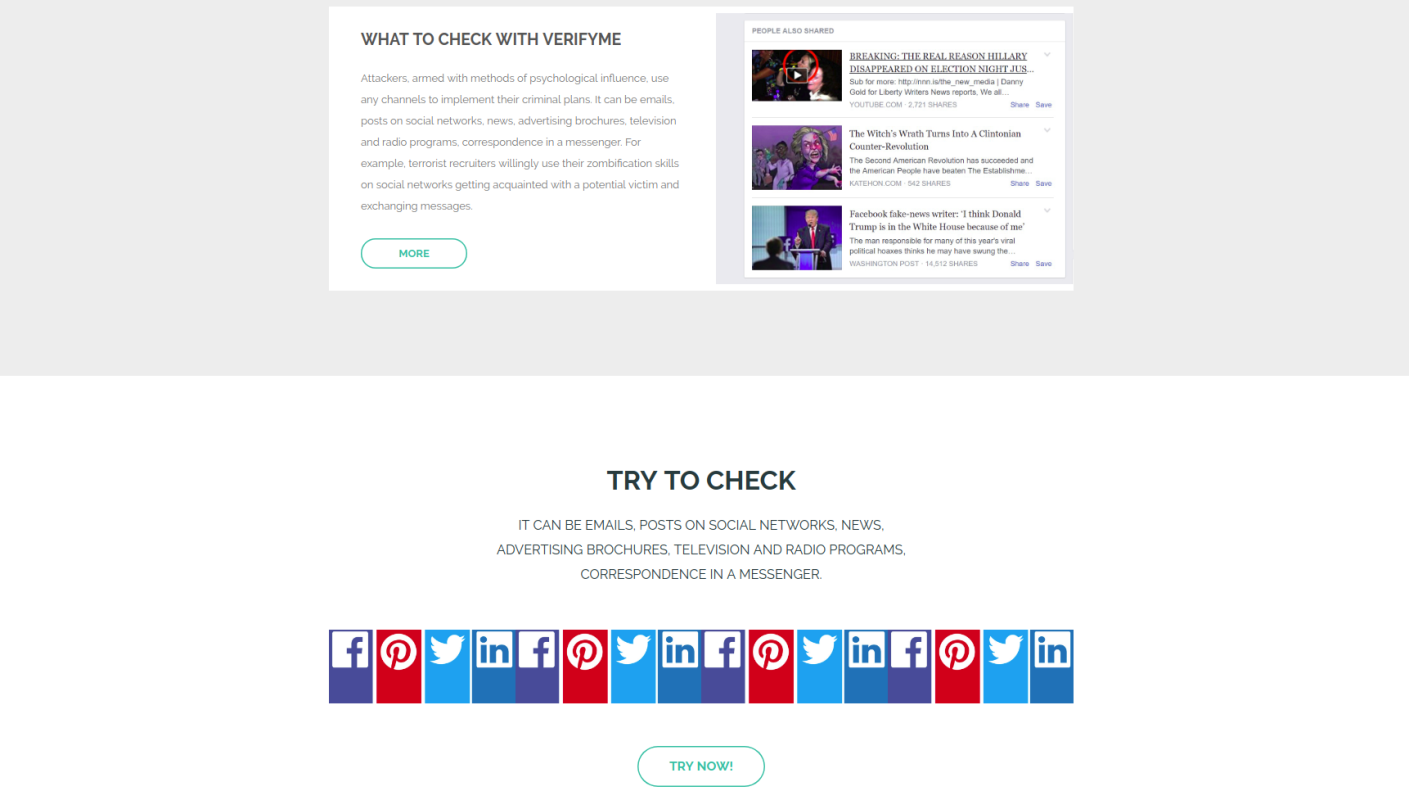 WHAT TO CHECK WITH VERIFYME
Attackers, armed with methods of psychological influence, use
any channels to implement their criminal plans. It can be emails,
posts on social networks, news, advertising brochures, television
and radio programs, correspondence in a messenger. For
example, terrorist recruiters willingly use their zombification skills
on social networks getting acquainted with a potential victim and
exchanging messages.
MORE
PEOPLE ALSO SHARED
BREAKING: THE REAL REASON HILLARY
DISAPPEARED ON ELECTION NIGHT JUS...
Sub for more: http://nnn.is/the_new_media | Danny
Gold for Liberty Writers News reports, We all...
YOUTUBE.COM · 2,721 SHARES Share Save
The Witch's Wrath Turns Into A Clintonian
Counter-Revolution
The Second American Revolution has succeeded and
the American People have beaten The Establishme...
KATEHON.COM · 542 SHARES Share Save
Facebook fake-news writer: 'I think Donald
Trump is in the White House because of me'
The man responsible for many of this year's viral
political hoaxes thinks he may have swung the...
WASHINGTON POST · 14,512 SHARES Share Save
TRY TO CHECK
IT CAN BE EMAILS, POSTS ON SOCIAL NETWORKS, NEWS,
ADVERTISING BROCHURES, TELEVISION AND RADIO PROGRAMS,
CORRESPONDENCE IN A MESSENGER.
TRY NOW!